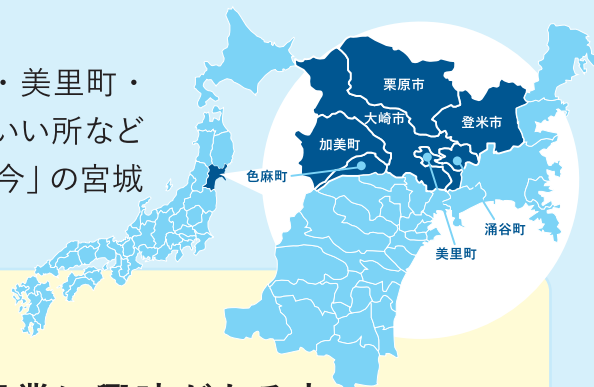 ・美里町・
いい所など
今」の宮城
栗原市
大崎市
登米市
加美町
色麻町
涌谷町
美里町